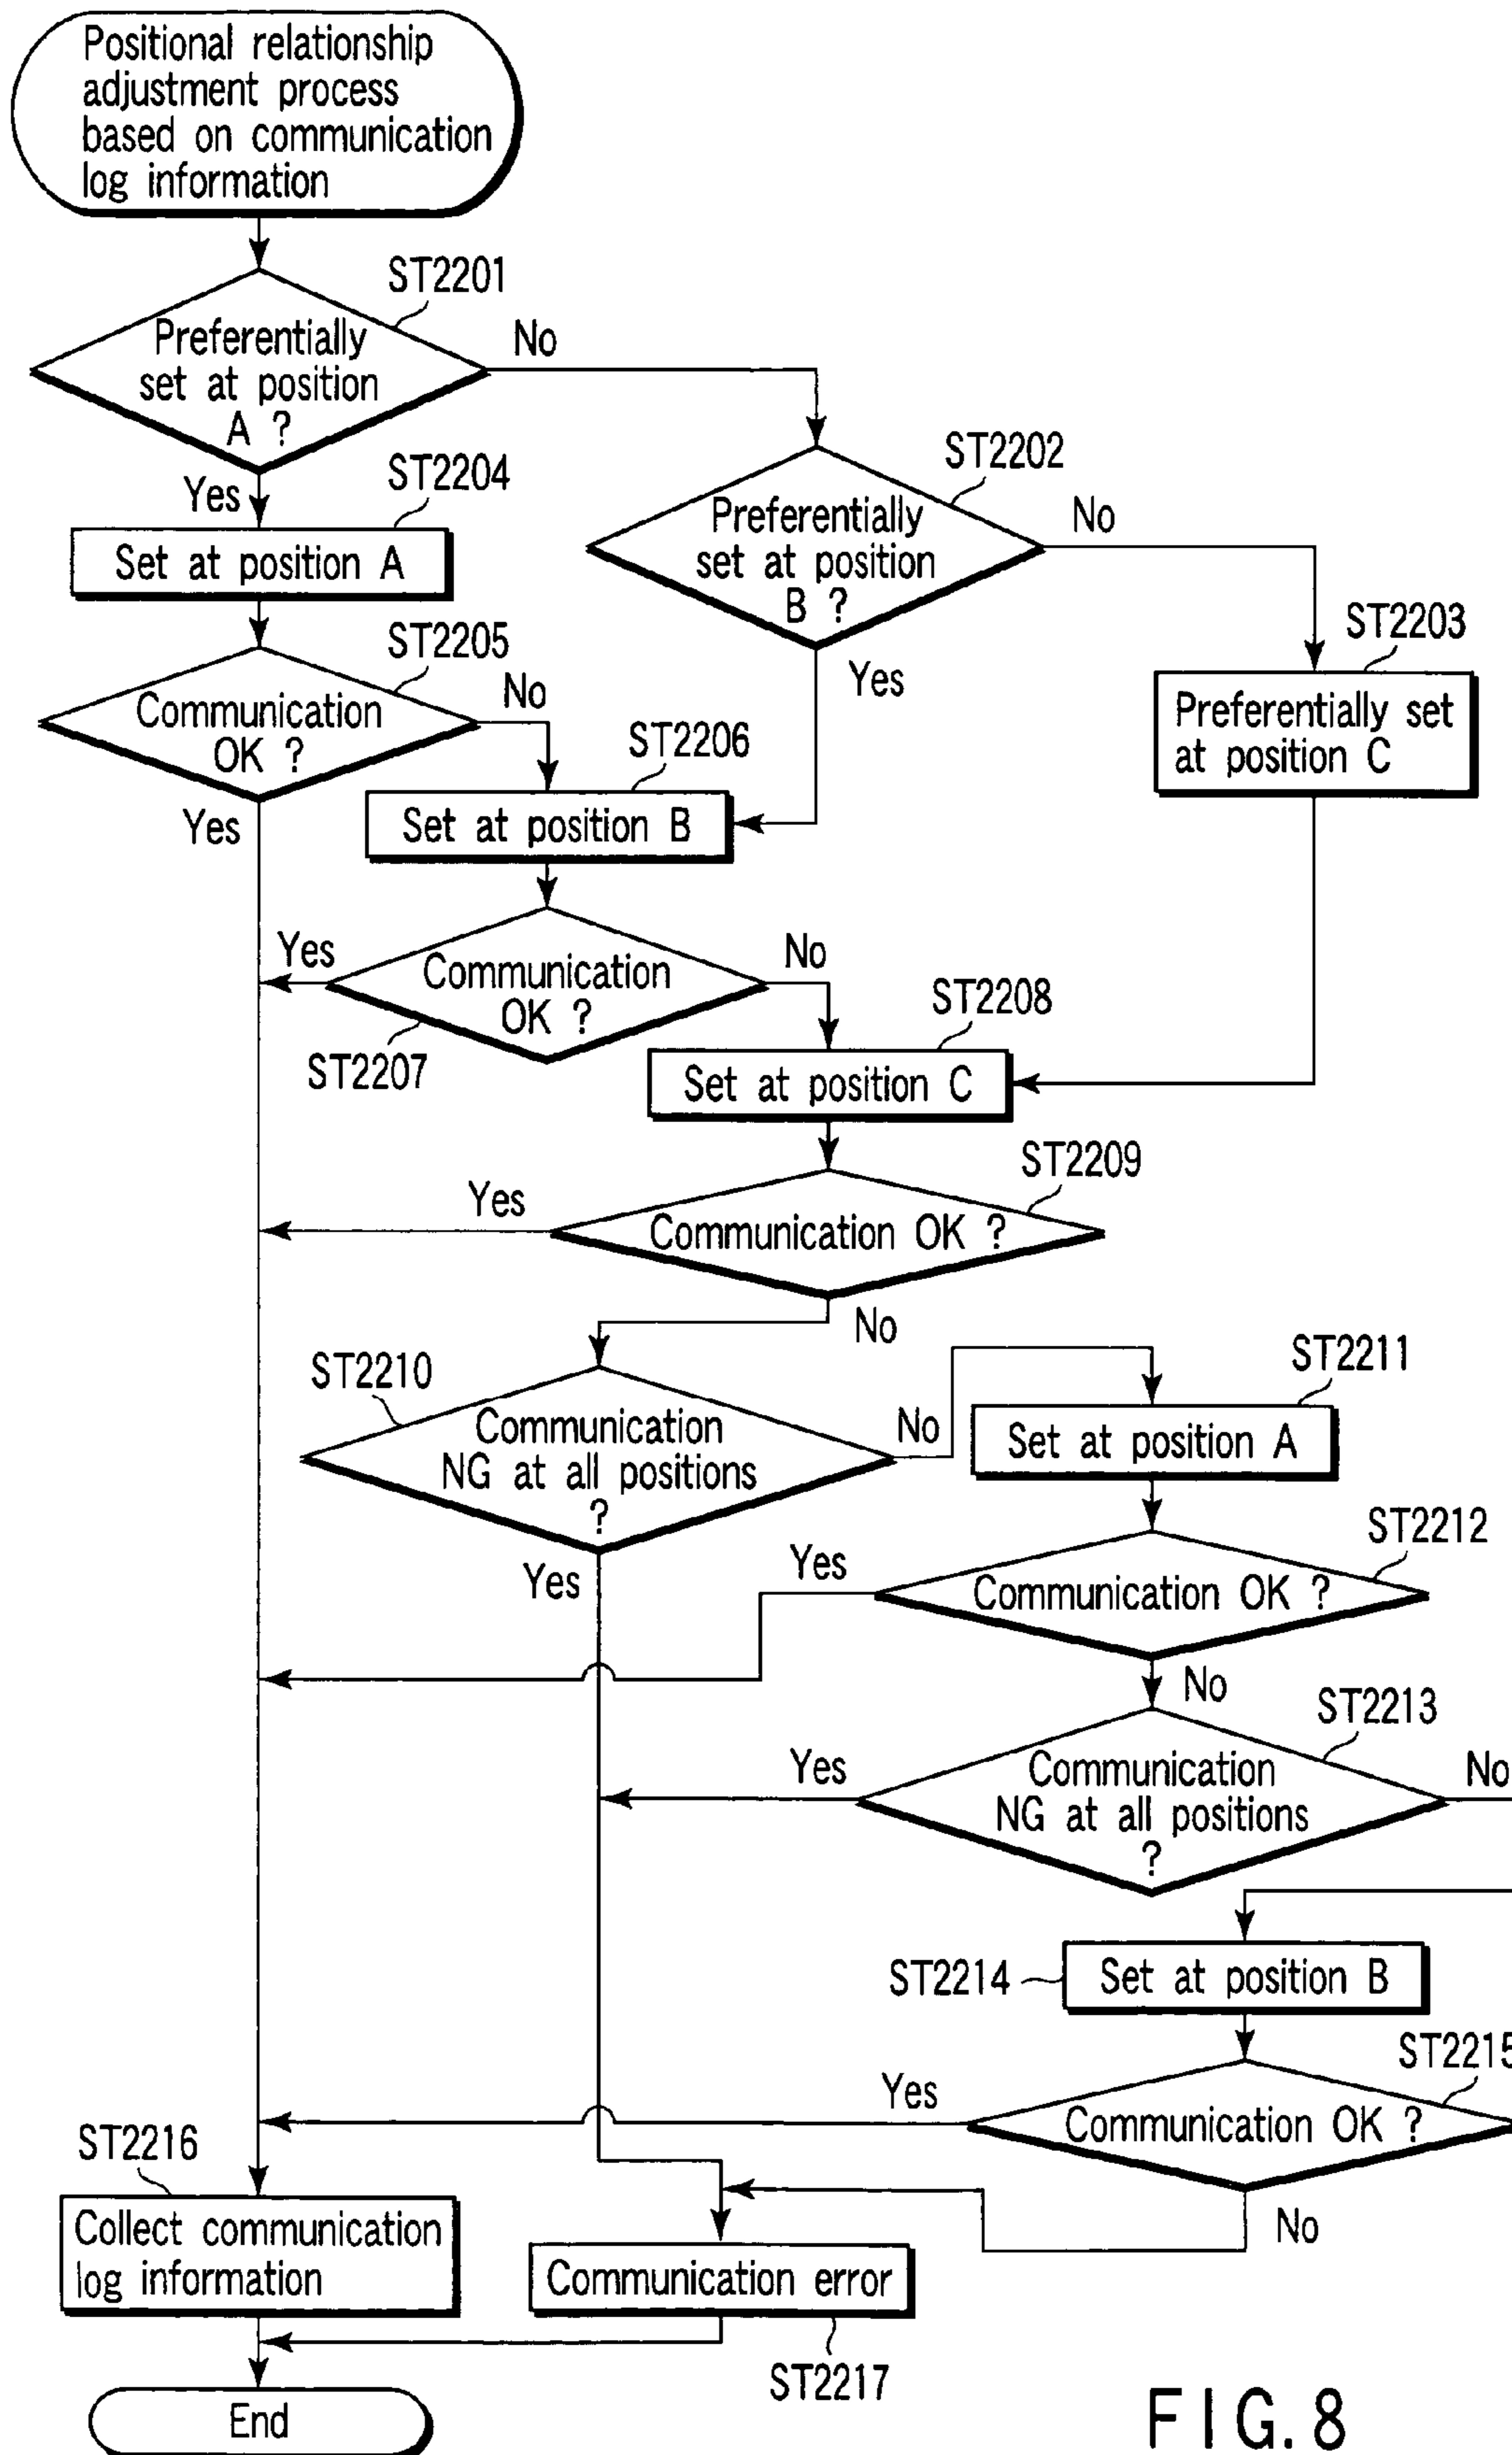 Positional relationship
adjustment process
based on communication
log information
ST2201
Preferentially
set at position
A ?
No
Yes
ST2202
Preferentially
set at position
B ?
No
Yes
ST2204
Set at position A
ST2203
Preferentially set
at position C
ST2205
Communication
OK ?
No
Yes
ST2206
Set at position B
Yes
Communication
OK ?
No
ST2207
ST2208
Set at position C
ST2209
Yes
Communication OK ?
No
ST2210
Communication
NG at all positions
?
No
Yes
ST2211
Set at position A
ST2212
Yes
Communication OK ?
No
ST2213
Yes
Communication
NG at all positions
?
No
ST2214
Set at position B
ST2215
Yes
Communication OK ?
No
ST2216
Collect communication
log information
Communication error
ST2217
End
FIG. 8